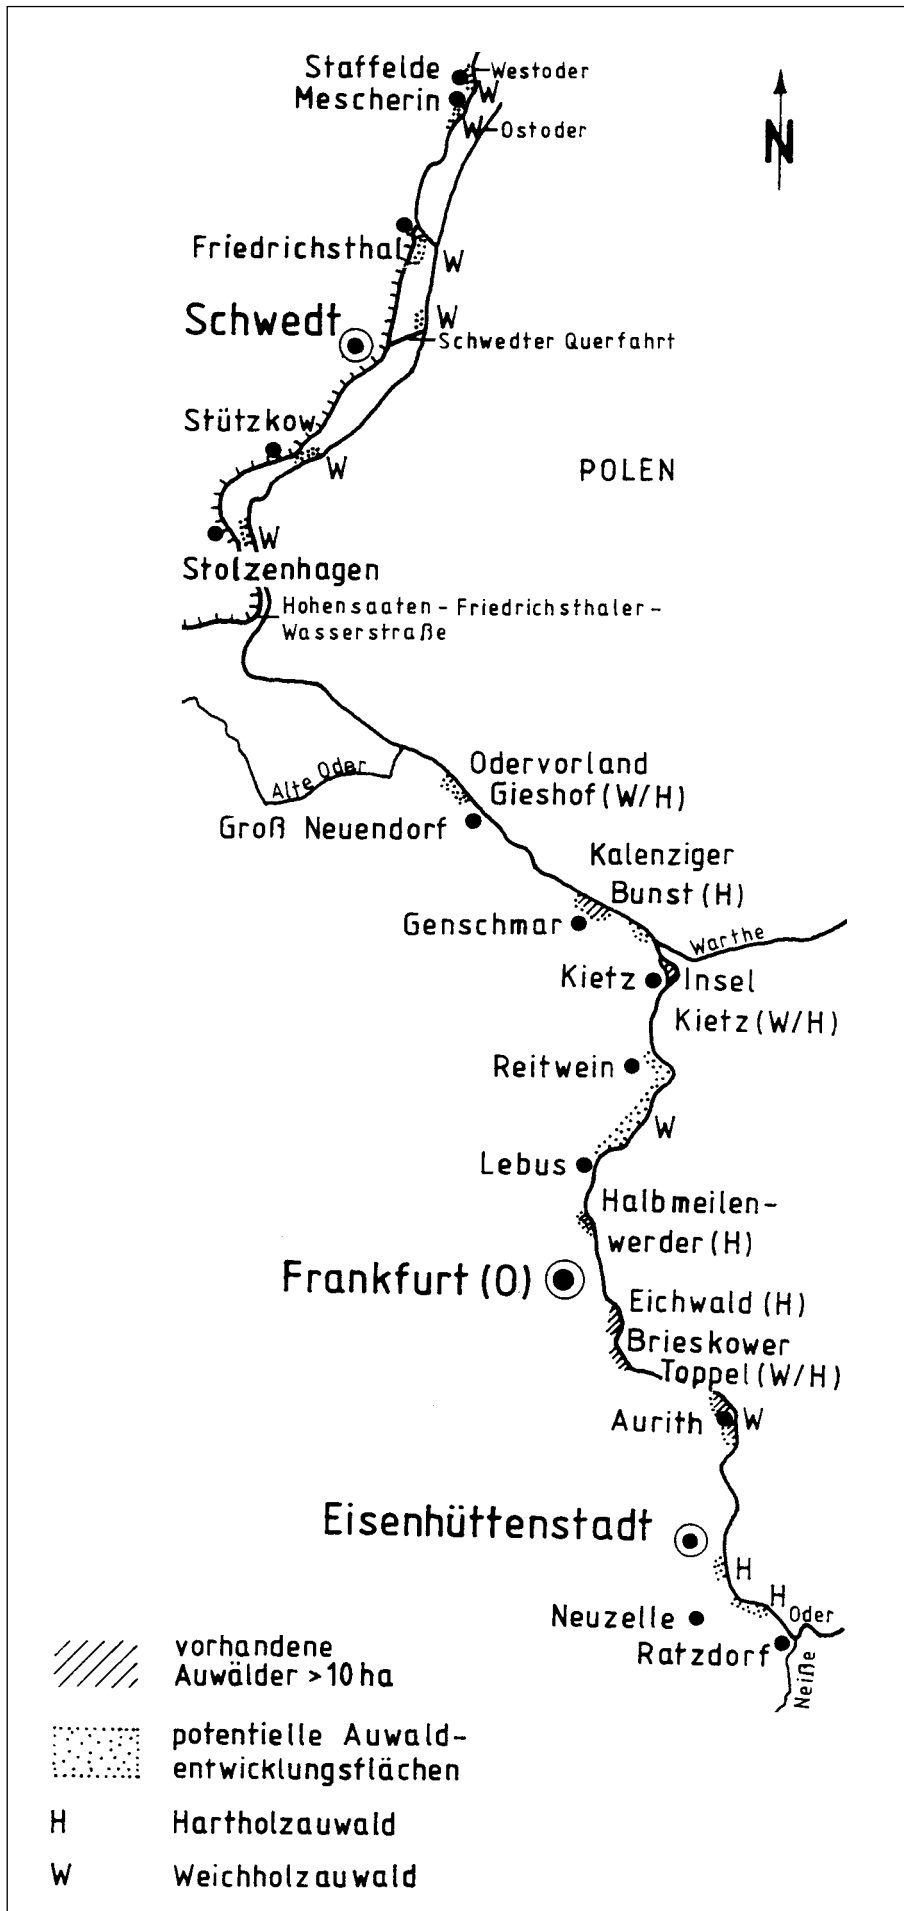 Staffelde
Westoder
W
Mescherin
W
Ostoder
N
Friedrichsthal
W
Schwedt
W
Schwedter Querfahrt
Stützkow
W
POLEN
W
Stolzenhagen
Hohensaaten-Friedrichsthaler-
Wasserstraße
Alte Oder
Odervorland
Gieshof (W/H)
Groß Neuendorf
Kalenziger
Bunst (H)
Genschmar
Warthe
Kietz
Insel
Kietz (W/H)
Reitwein
W
Lebus
Halbmeilen-
werder (H)
Frankfurt (O)
Eichwald (H)
Brieskower
Toppel (W/H)
Aurith
W
Eisenhüttenstadt
H
H
Oder
Neuzelle
Ratzdorf
Neiße
vorhandene
Auwälder >10 ha
potentielle Auwald-
entwicklungsflächen
H Hartholzauwald
W Weichholzauwald